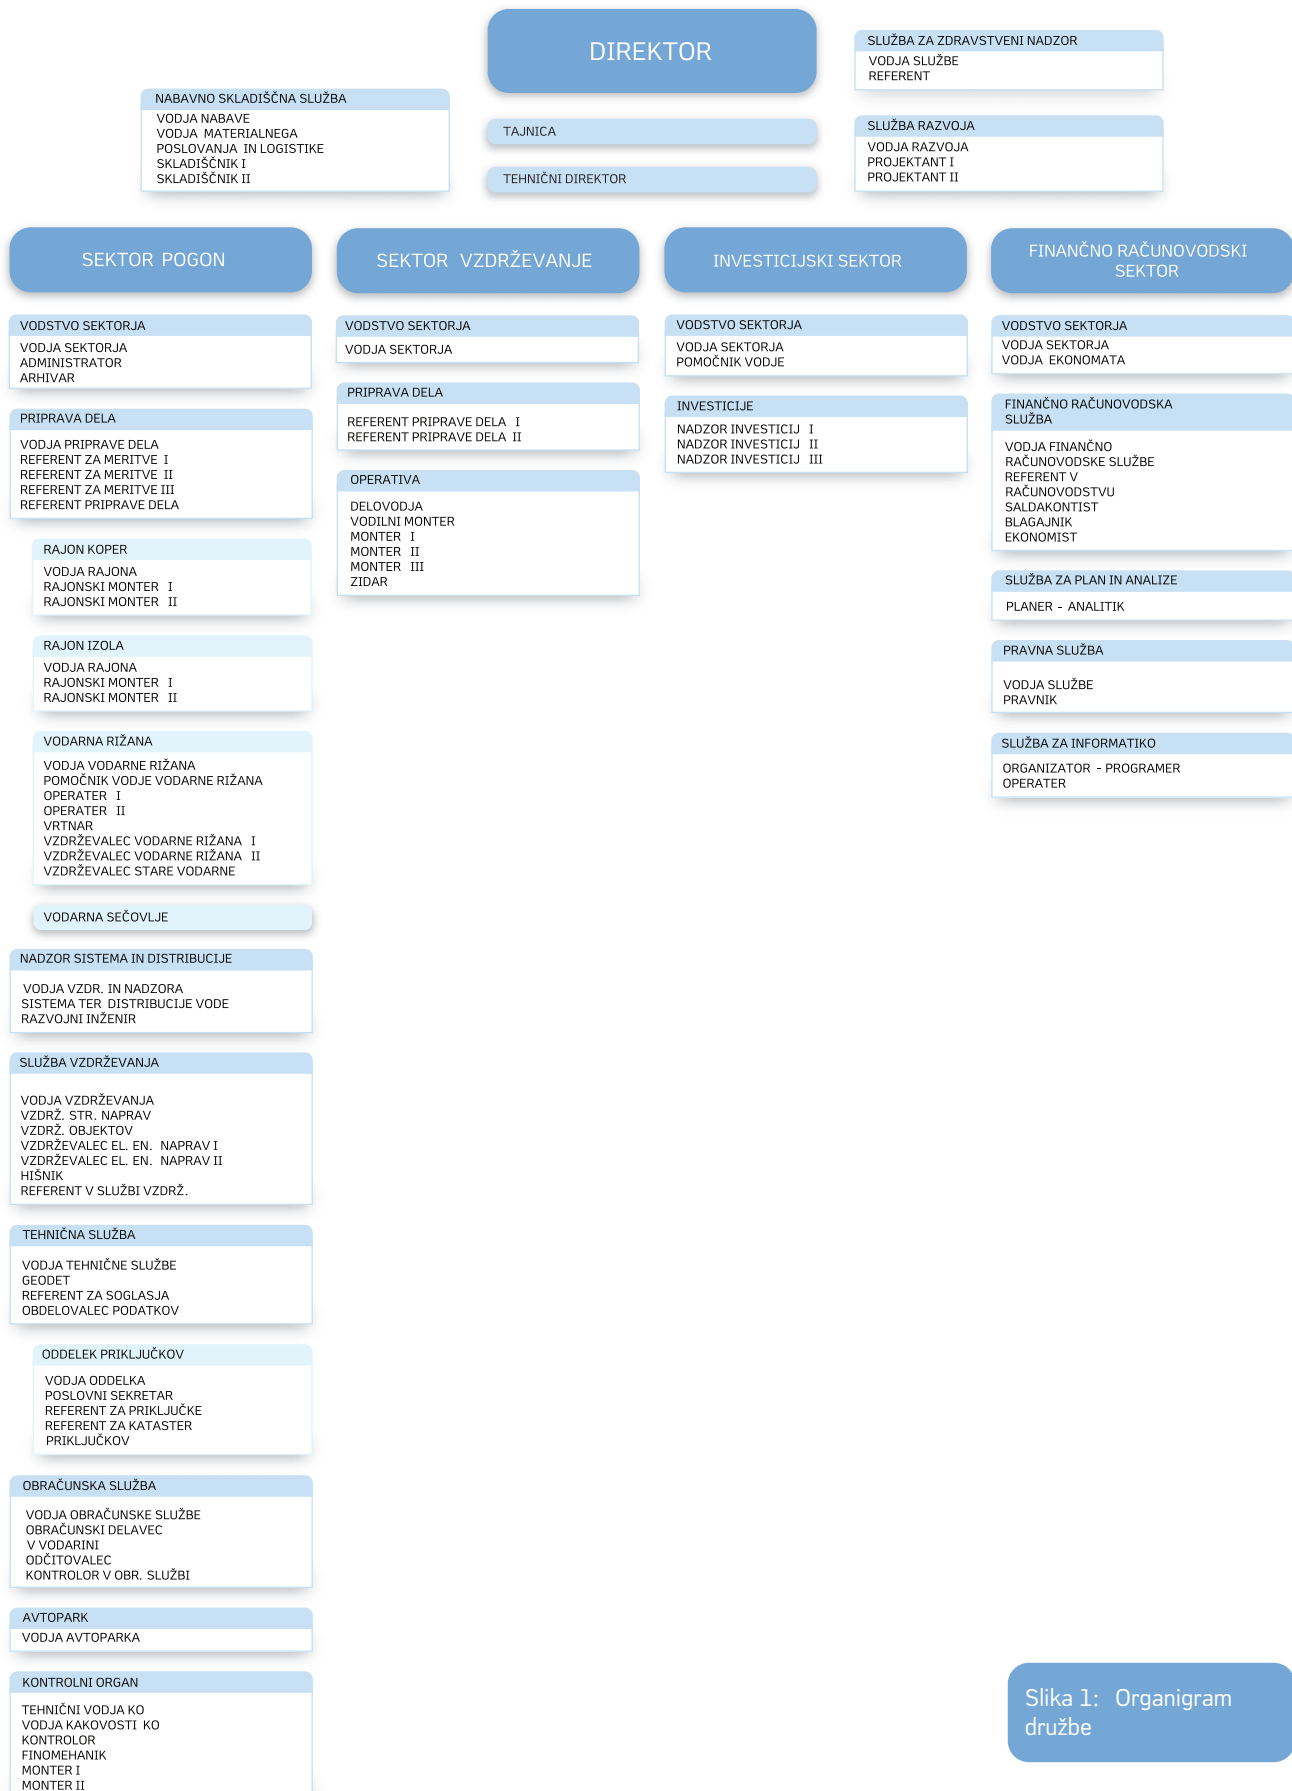 DIREKTOR
TAJNICA
TEHNIČNI DIREKTOR
NABAVNO SKLADIŠČNA SLUŽBA
VODJA NABAVE
VODJA MATERIALNEGA
POSLOVANJA IN LOGISTIKE
SKLADIŠČNIK I
SKLADIŠČNIK II
SLUŽBA ZA ZDRAVSTVENI NADZOR
VODJA SLUŽBE
REFERENT
SLUŽBA RAZVOJA
VODJA RAZVOJA
PROJEKTANT I
PROJEKTANT II
SEKTOR POGON
VODSTVO SEKTORJA
VODJA SEKTORJA
ADMINISTRATOR
ARHIVAR
PRIPRAVA DELA
VODJA PRIPRAVE DELA
REFERENT ZA MERITVE I
REFERENT ZA MERITVE II
REFERENT ZA MERITVE III
REFERENT PRIPRAVE DELA
RAJON KOPER
VODJA RAJONA
RAJONSKI MONTER I
RAJONSKI MONTER II
RAJON IZOLA
VODJA RAJONA
RAJONSKI MONTER I
RAJONSKI MONTER II
VODARNA RIŽANA
VODJA VODARNE RIŽANA
POMOČNIK VODJE VODARNE RIŽANA
OPERATER I
OPERATER II
VRTNAR
VZDRŽEVALEC VODARNE RIŽANA I
VZDRŽEVALEC VODARNE RIŽANA II
VZDRŽEVALEC STARE VODARNE
VODARNA SEČOVLJE
NADZOR SISTEMA IN DISTRIBUCIJE
VODJA VZDR. IN NADZORA
SISTEMA TER DISTRIBUCIJE VODE
RAZVOJNI INŽENIR
SLUŽBA VZDRŽEVANJA
VODJA VZDRŽEVANJA
VZDRŽ. STR. NAPRAV
VZDRŽ. OBJEKTOV
VZDRŽEVALEC EL. EN. NAPRAV I
VZDRŽEVALEC EL. EN. NAPRAV II
HIŠNIK
REFERENT V SLUŽBI VZDRŽ.
TEHNIČNA SLUŽBA
VODJA TEHNIČNE SLUŽBE
GEODET
REFERENT ZA SOGLASJA
OBDELOVALEC PODATKOV
ODDELEK PRIKLJUČKOV
VODJA ODDELKA
POSLOVNI SEKRETAR
REFERENT ZA PRIKLJUČKE
REFERENT ZA KATASTER
PRIKLJUČKOV
OBRAČUNSKA SLUŽBA
VODJA OBRAČUNSKE SLUŽBE
OBRAČUNSKI DELAVEC
V VODARINI
ODČITOVALEC
KONTROLOR V OBR. SLUŽBI
AVTOPARK
VODJA AVTOPARKA
KONTROLNI ORGAN
TEHNIČNI VODJA KO
VODJA KAKOVOSTI KO
KONTROLOR
FINOMEHANIK
MONTER I
MONTER II
SEKTOR VZDRŽEVANJE
VODSTVO SEKTORJA
VODJA SEKTORJA
PRIPRAVA DELA
REFERENT PRIPRAVE DELA I
REFERENT PRIPRAVE DELA II
OPERATIVA
DELOVODJA
VODILNI MONTER
MONTER I
MONTER II
MONTER III
ZIDAR
INVESTICIJSKI SEKTOR
VODSTVO SEKTORJA
VODJA SEKTORJA
POMOČNIK VODJE
INVESTICIJE
NADZOR INVESTICIJ I
NADZOR INVESTICIJ II
NADZOR INVESTICIJ III
FINANČNO RAČUNOVODSKI
SEKTOR
VODSTVO SEKTORJA
VODJA SEKTORJA
VODJA EKONOMATA
FINANČNO RAČUNOVODSKA
SLUŽBA
VODJA FINANČNO
RAČUNOVODSKE SLUŽBE
REFERENT V
RAČUNOVODSTVU
SALDAKONTIST
BLAGAJNIK
EKONOMIST
SLUŽBA ZA PLAN IN ANALIZE
PLANER - ANALITIK
PRAVNA SLUŽBA
VODJA SLUŽBE
PRAVNIK
SLUŽBA ZA INFORMATIKO
ORGANIZATOR - PROGRAMER
OPERATER
Slika 1: Organigram
družbe